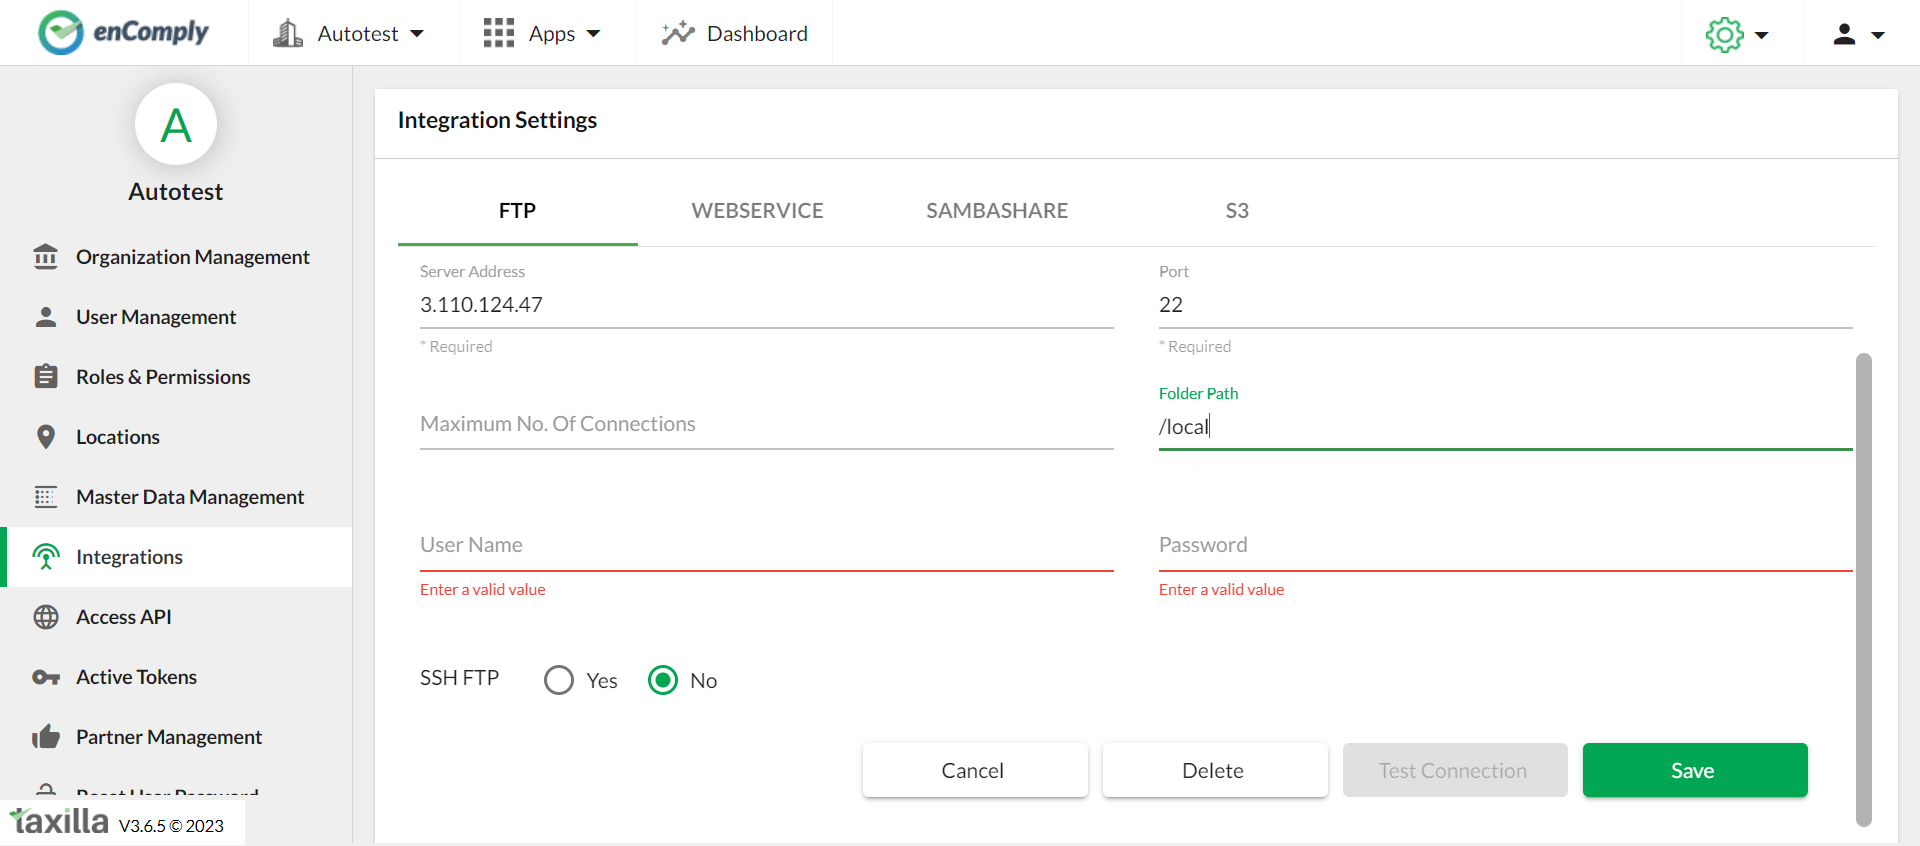 enComply
Autotest
Apps
Dashboard
A
Autotest
Organization Management
User Management
Roles & Permissions
Locations
Master Data Management
Integrations
Access API
Active Tokens
Partner Management
Reset User Password
taxilla V3.6.5 © 2023
Integration Settings
FTP WEBSERVICE SAMBASHARE S3
Server Address
3.110.124.47
* Required
Port
22
* Required
Maximum No. Of Connections
Folder Path
/local
User Name
Enter a valid value
Password
Enter a valid value
SSH FTP Yes No
Cancel Delete Test Connection Save